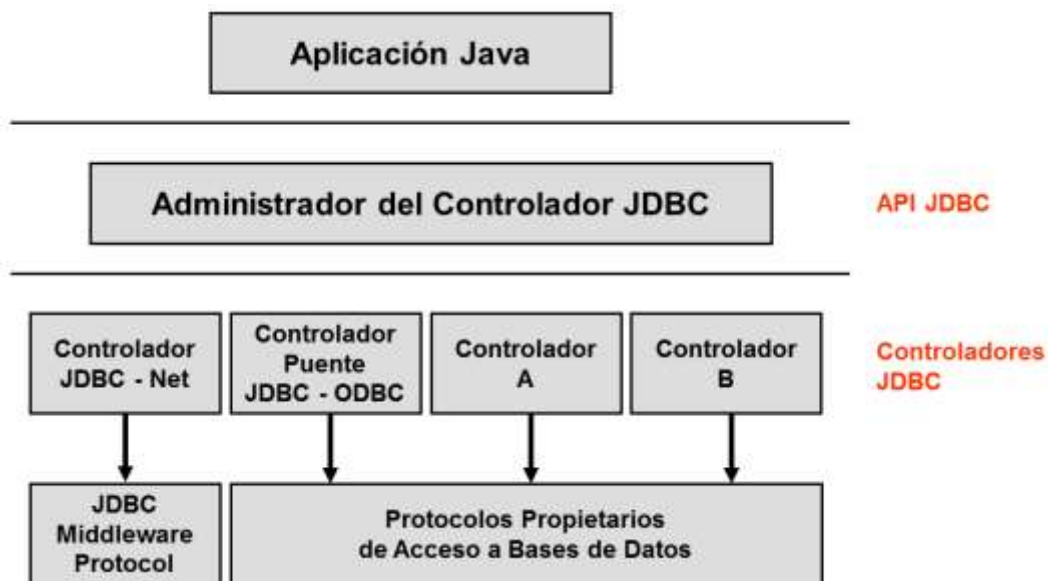 Aplicación Java
Administrador del Controlador JDBC
API JDBC
Controlador
JDBC - Net
Controlador
Puente
JDBC - ODBC
Controlador
A
Controlador
B
Controladores
JDBC
JDBC
Middleware
Protocol
Protocolos Propietarios
de Acceso a Bases de Datos